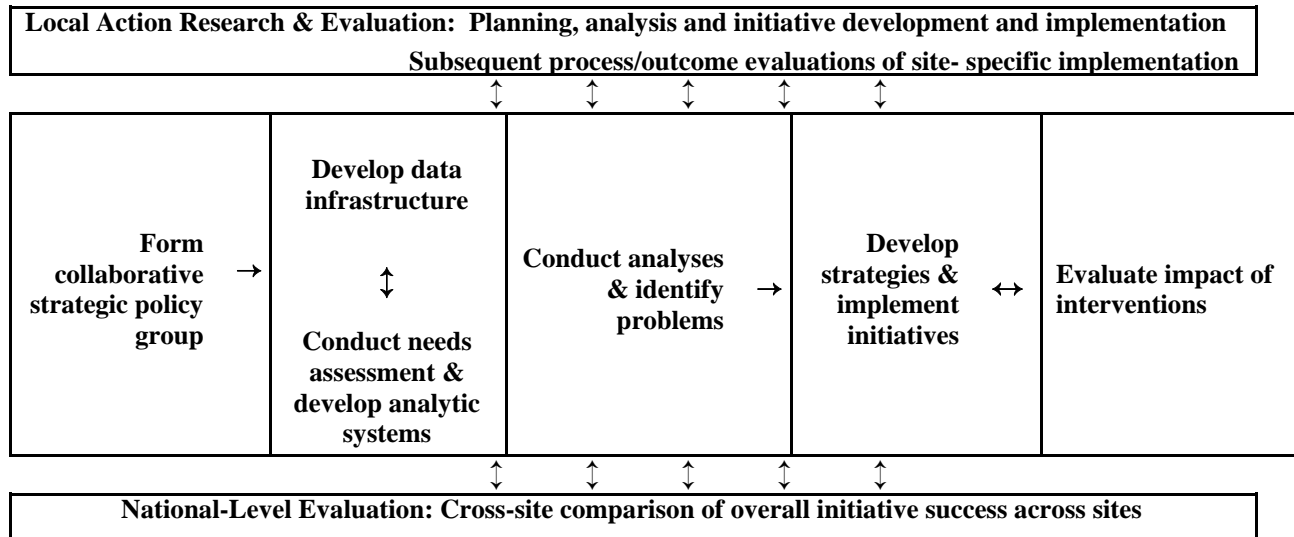 Local Action Research & Evaluation: Planning, analysis and initiative development and implementation
Subsequent process/outcome evaluations of site- specific implementation
↕ ↕ ↕ ↕ ↕
Form
collaborative
strategic policy
group
→
Develop data
infrastructure
↕
Conduct needs
assessment &
develop analytic
systems
Conduct analyses
& identify
problems
→
Develop
strategies &
implement
initiatives
↔
Evaluate impact of
interventions
↕ ↕ ↕ ↕ ↕
National-Level Evaluation: Cross-site comparison of overall initiative success across sites